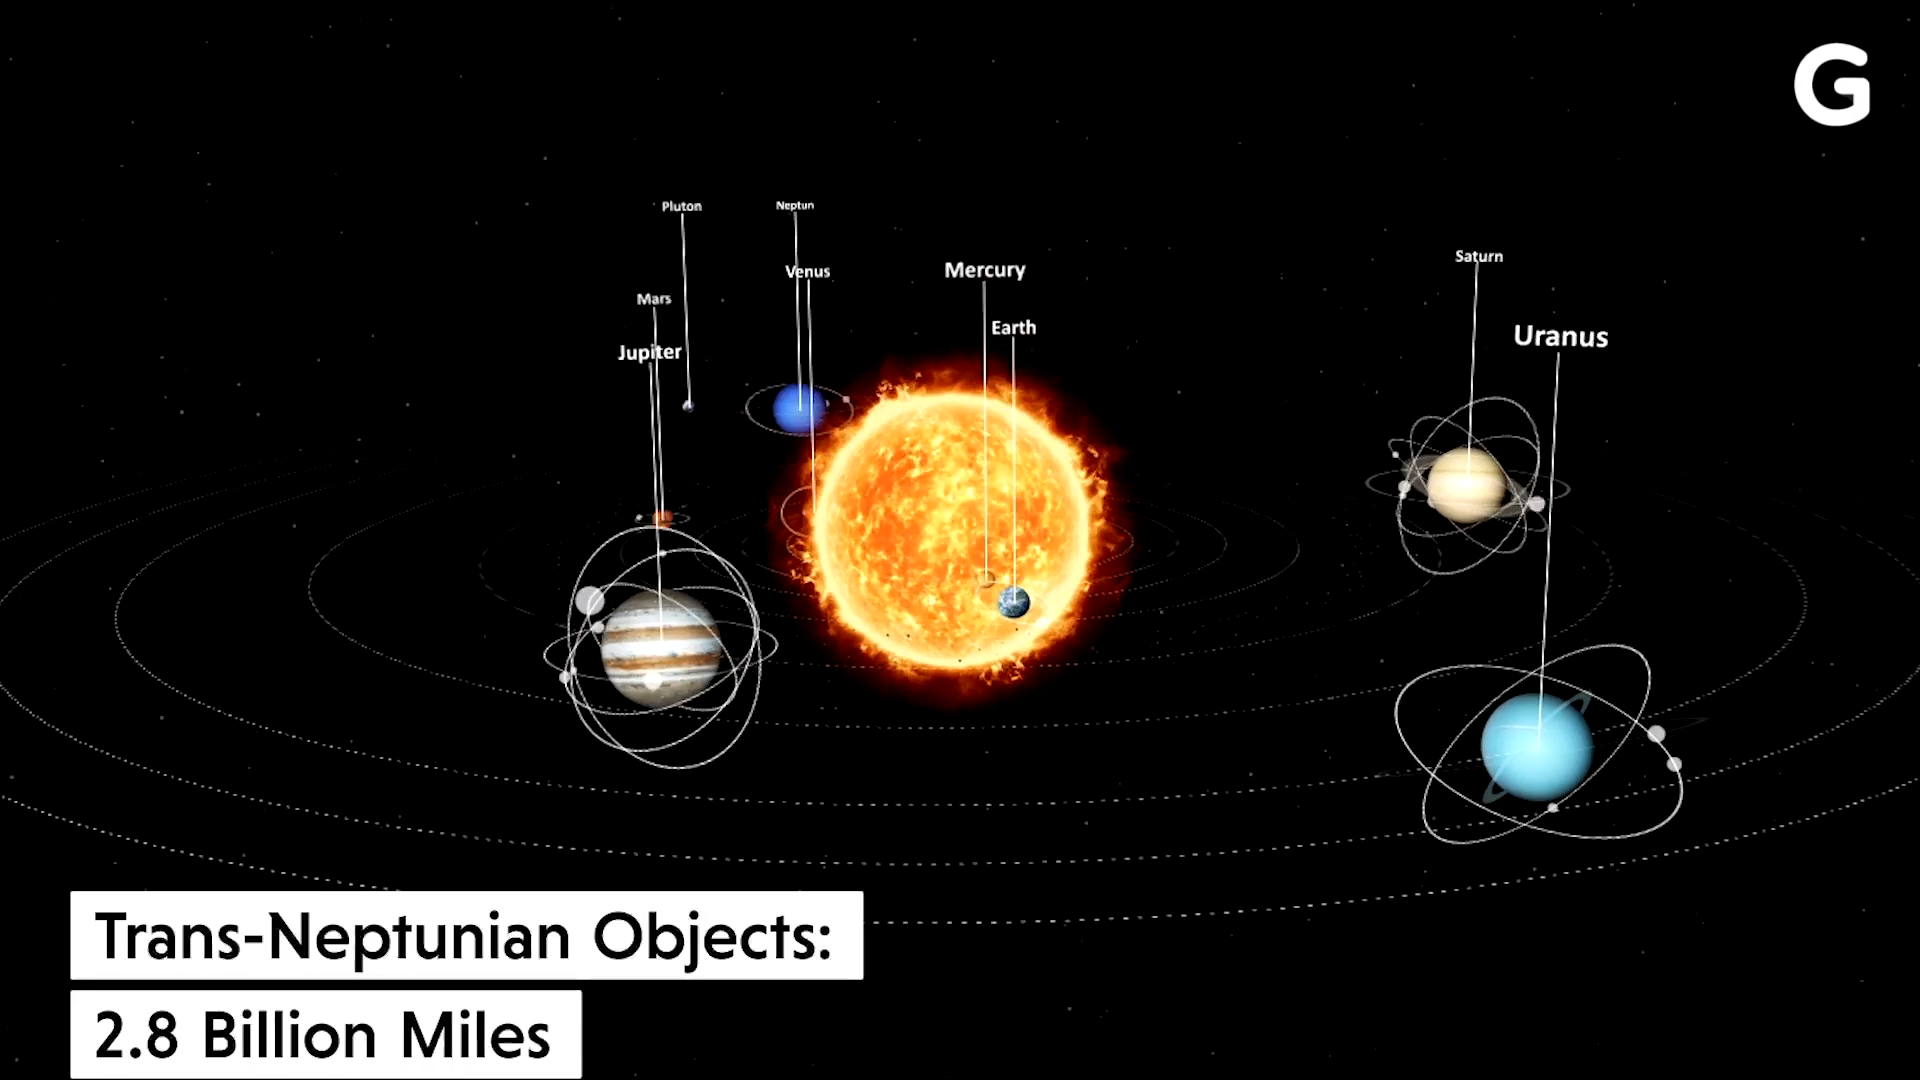 G
Pluton
Neptun
Saturn
Mercury
Venus
Mars
Earth
Uranus
Jupiter
Trans-Neptunian Objects:
2.8 Billion Miles